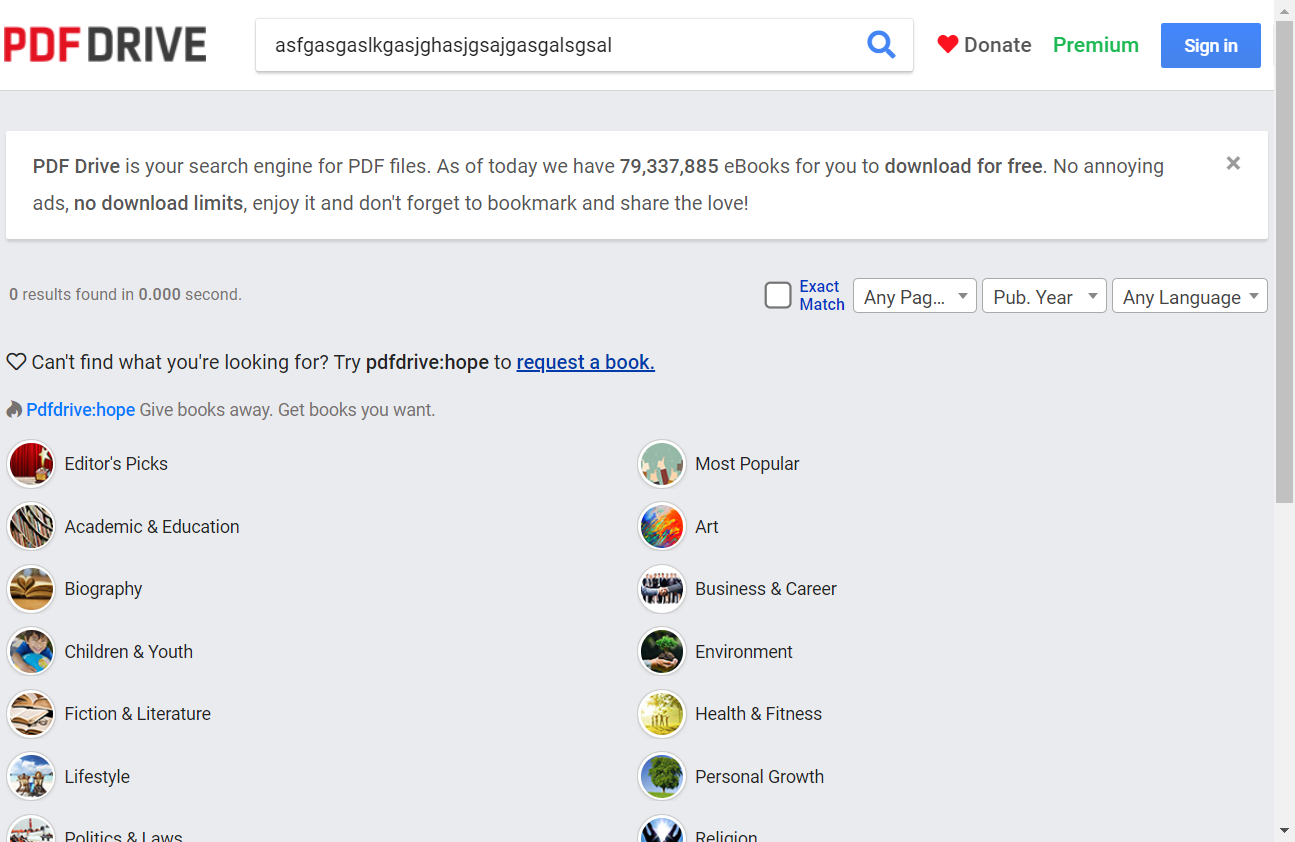 PDF DRIVE
asfgasgaslkgasjghasjgsajgasgalsgsal
Donate
Premium
Sign in
PDF Drive is your search engine for PDF files. As of today we have 79,337,885 eBooks for you to download for free. No annoying
ads, no download limits, enjoy it and don't forget to bookmark and share the love!
×
0 results found in 0.000 second.
Exact
Match
Any Pag...
Pub. Year
Any Language
Can't find what you're looking for? Try pdfdrive:hope to request a book.
Pdfdrive:hope Give books away. Get books you want.
Editor's Picks
Most Popular
Academic & Education
Art
Biography
Business & Career
Children & Youth
Environment
Fiction & Literature
Health & Fitness
Lifestyle
Personal Growth
Politics & Laws
Religion